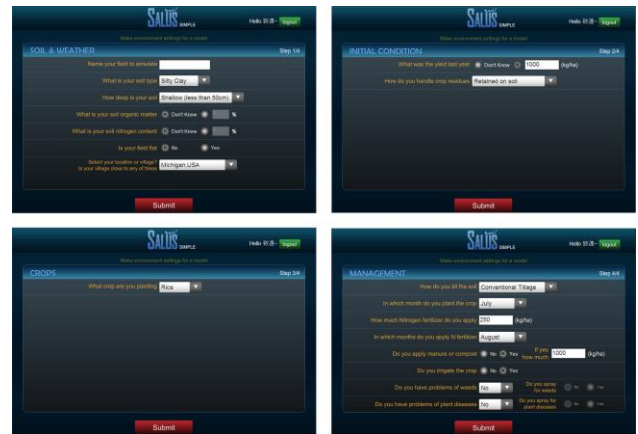 SALUS SIMPLE
Hello
logout
Make environment settings for a model
SOIL & WEATHER
Step 1/4
Name your field to simulate
What is your soil type Silty Clay
How deep is your soil Shallow (less than 50cm)
What is your soil organic matter Don't Know %
What is your soil nitrogen content Don't Know %
Is your field flat No Yes
Select your location or village?
Is your village close to any of these Michigan,USA
Submit
SALUS SIMPLE
Hello
logout
Make environment settings for a model
INITIAL CONDITION
Step 2/4
What was the yield last year Don't Know 1000 (kg/ha)
How do you handle crop residues Retained on soil
Submit
SALUS SIMPLE
Hello
logout
Make environment settings for a model
CROPS
Step 3/4
What crop are you planting Rice
Submit
SALUS SIMPLE
Hello
logout
Make environment settings for a model
MANAGEMENT
Step 4/4
How do you till the soil Conventional Tillage
In which month do you plant the crop July
How much Nitrogen fertilizer do you apply 250 (kg/ha)
In which months do you apply N fertilizer August
Do you apply manure or compost No Yes If yes how much 1000 (kg/ha)
Do you irrigate the crop No Yes
Do you have problems of weeds No Do you spray for weeds No Yes
Do you have problems of plant diseases No Do you spray for plant diseases No Yes
Submit